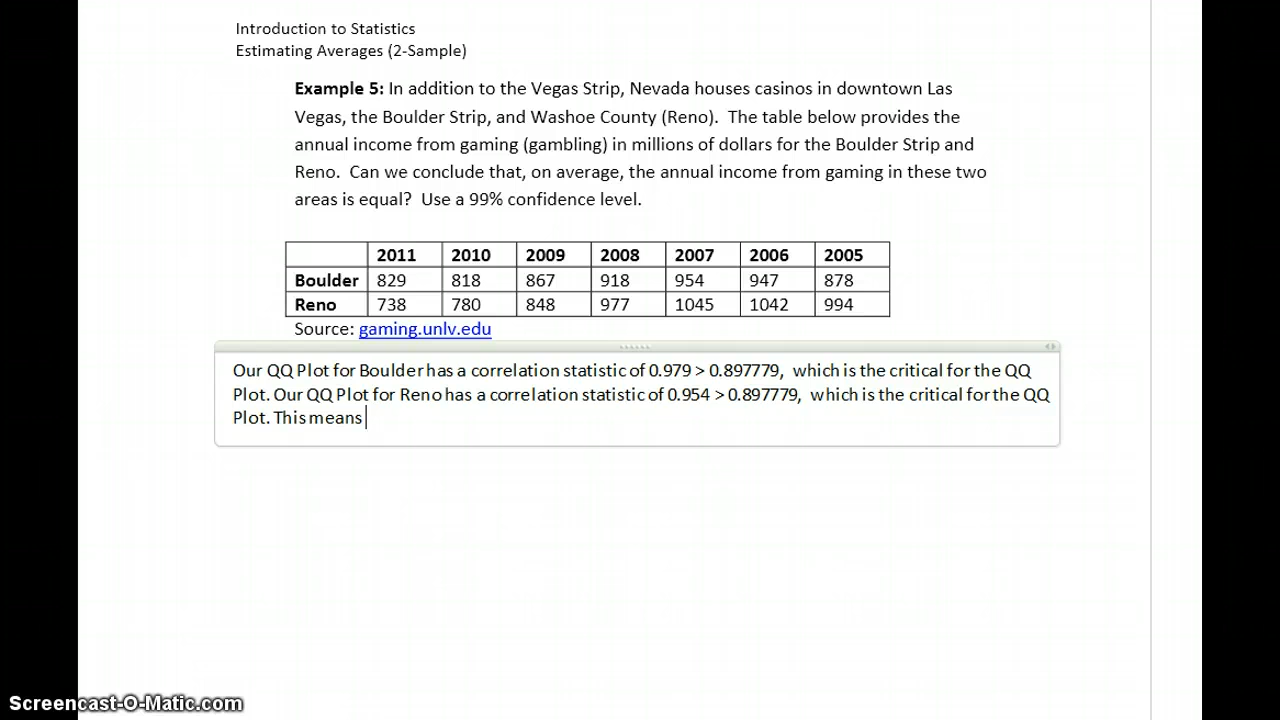 Introduction to Statistics
Estimating Averages (2-Sample)
Example 5: In addition to the Vegas Strip, Nevada houses casinos in downtown Las
Vegas, the Boulder Strip, and Washoe County (Reno). The table below provides the
annual income from gaming (gambling) in millions of dollars for the Boulder Strip and
Reno. Can we conclude that, on average, the annual income from gaming in these two
areas is equal? Use a 99% confidence level.
2011 2010 2009 2008 2007 2006 2005
Boulder 829 818 867 918 954 947 878
Reno 738 780 848 977 1045 1042 994
Source: gaming.unlv.edu
Our QQ Plot for Boulder has a correlation statistic of 0.979 > 0.897779, which is the critical for the QQ
Plot. Our QQ Plot for Reno has a correlation statistic of 0.954 > 0.897779, which is the critical for the QQ
Plot. This means
Screencast-O-Matic.com